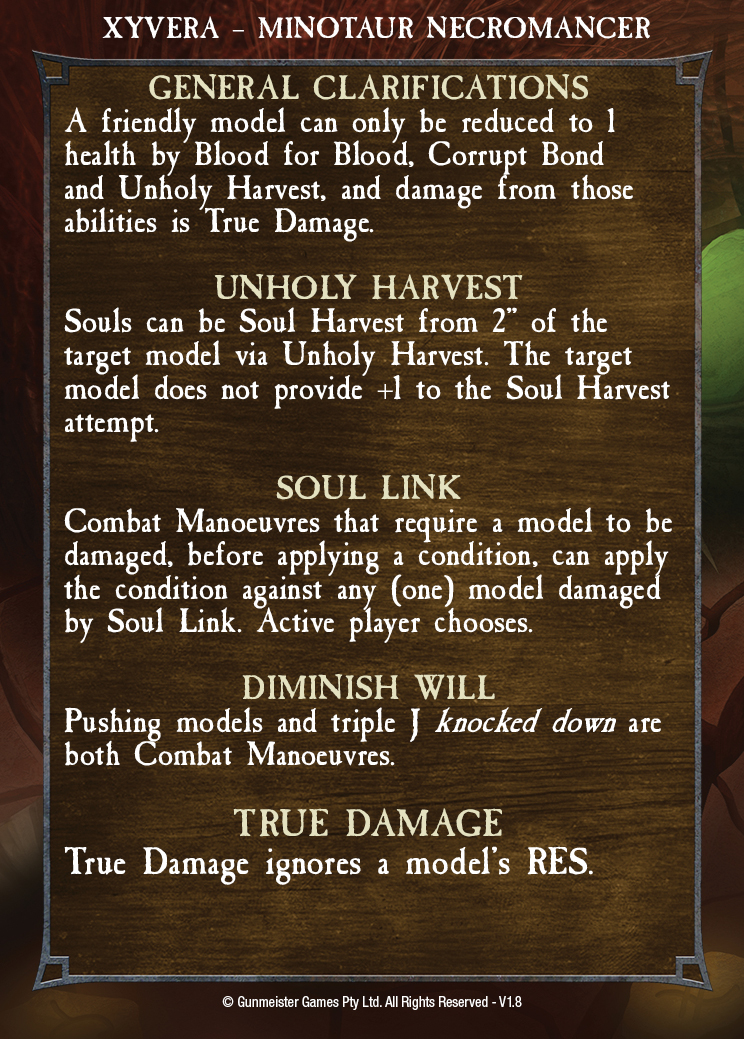 XYVERA – MINOTAUR NECROMANCER
GENERAL CLARIFICATIONS
A friendly model can only be reduced to 1
health by Blood for Blood, Corrupt Bond
and Unholy Harvest, and damage from those
abilities is True Damage.
UNHOLY HARVEST
Souls can be Soul Harvest from 2” of the
target model via Unholy Harvest. The target
model does not provide +1 to the Soul Harvest
attempt.
SOUL LINK
Combat Manoeuvres that require a model to be
damaged, before applying a condition, can apply
the condition against any (one) model damaged
by Soul Link. Active player chooses.
DIMINISH WILL
Pushing models and triple J knocked down are
both Combat Manoeuvres.
TRUE DAMAGE
True Damage ignores a model’s RES.
© Gunmeister Games Pty Ltd. All Rights Reserved - V1.8